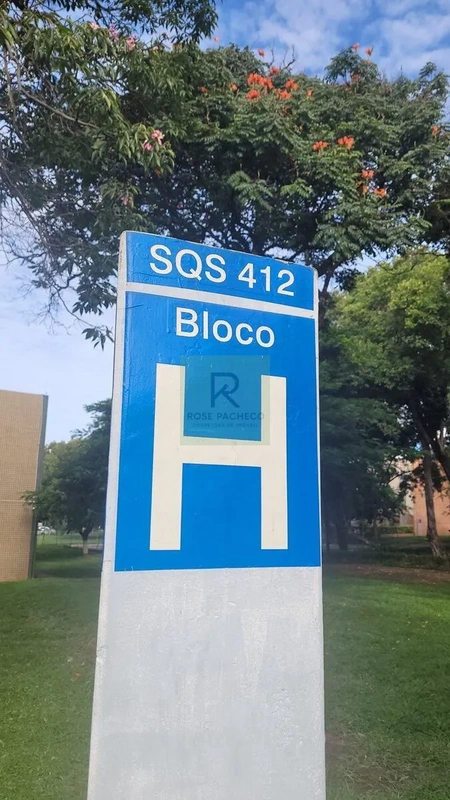 SQS 412
Bloco
H
R
ROSE PACHECO